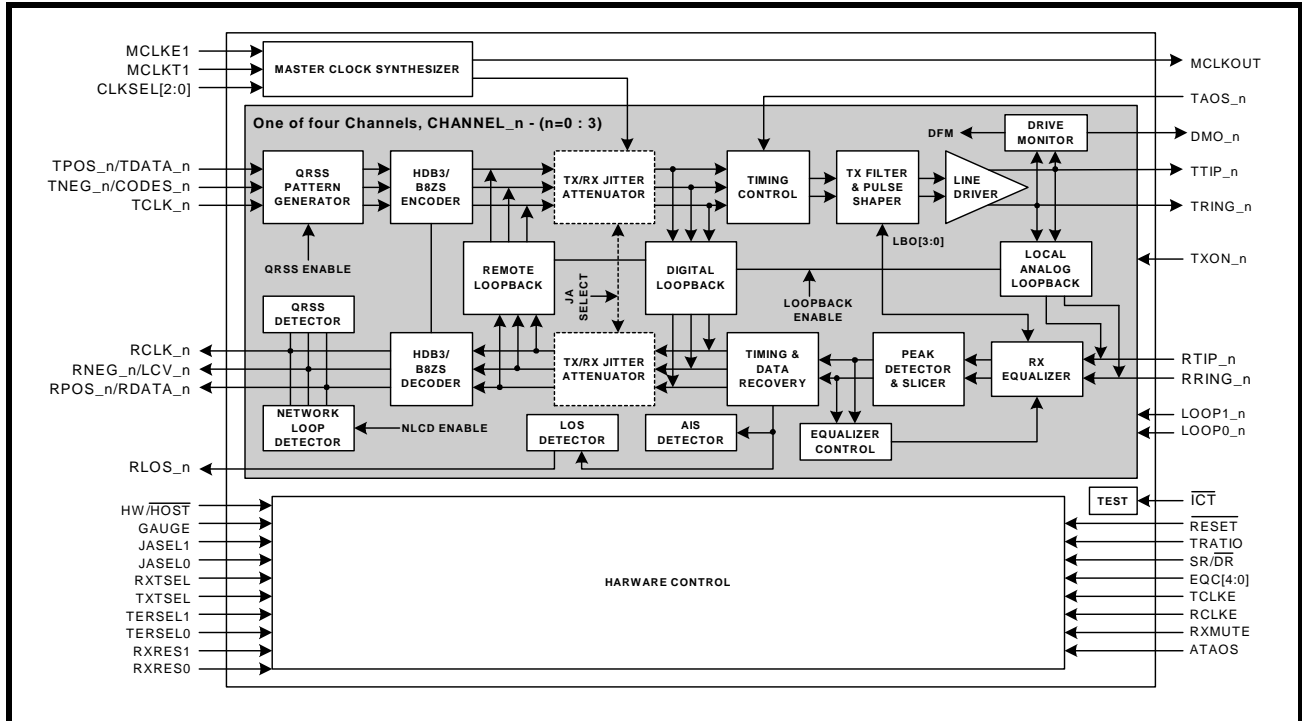 MCLKE1
MCLKT1
CLKSEL[2:0]
MASTER CLOCK SYNTHESIZER
MCLKOUT
TAOS_n
One of four Channels, CHANNEL_n - (n=0 : 3)
DFM
DRIVE
MONITOR
DMO_n
TPOS_n/TDATA_n
TNEG_n/CODES_n
TCLK_n
QRSS
PATTERN
GENERATOR
HDB3/
B8ZS
ENCODER
TX/RX JITTER
ATTENUATOR
TIMING
CONTROL
TX FILTER
& PULSE
SHAPER
LINE
DRIVER
TTIP_n
TRING_n
LBO[3:0]
QRSS ENABLE
REMOTE
LOOPBACK
JA
SELECT
DIGITAL
LOOPBACK
LOOPBACK
ENABLE
LOCAL
ANALOG
LOOPBACK
TXON_n
QRSS
DETECTOR
RCLK_n
RNEG_n/LCV_n
RPOS_n/RDATA_n
HDB3/
B8ZS
DECODER
TX/RX JITTER
ATTENUATOR
TIMING &
DATA
RECOVERY
PEAK
DETECTOR
& SLICER
RX
EQUALIZER
RTIP_n
RRING_n
NETWORK
LOOP
DETECTOR
NLCD ENABLE
LOS
DETECTOR
AIS
DETECTOR
EQUALIZER
CONTROL
LOOP1_n
LOOP0_n
RLOS_n
TEST
ICT
HW/HOST
GAUGE
JASEL1
JASEL0
RXTSEL
TXTSEL
TERSEL1
TERSEL0
RXRES1
RXRES0
HARWARE CONTROL
RESET
TRATIO
SR/DR
EQC[4:0]
TCLKE
RCLKE
RXMUTE
ATAOS